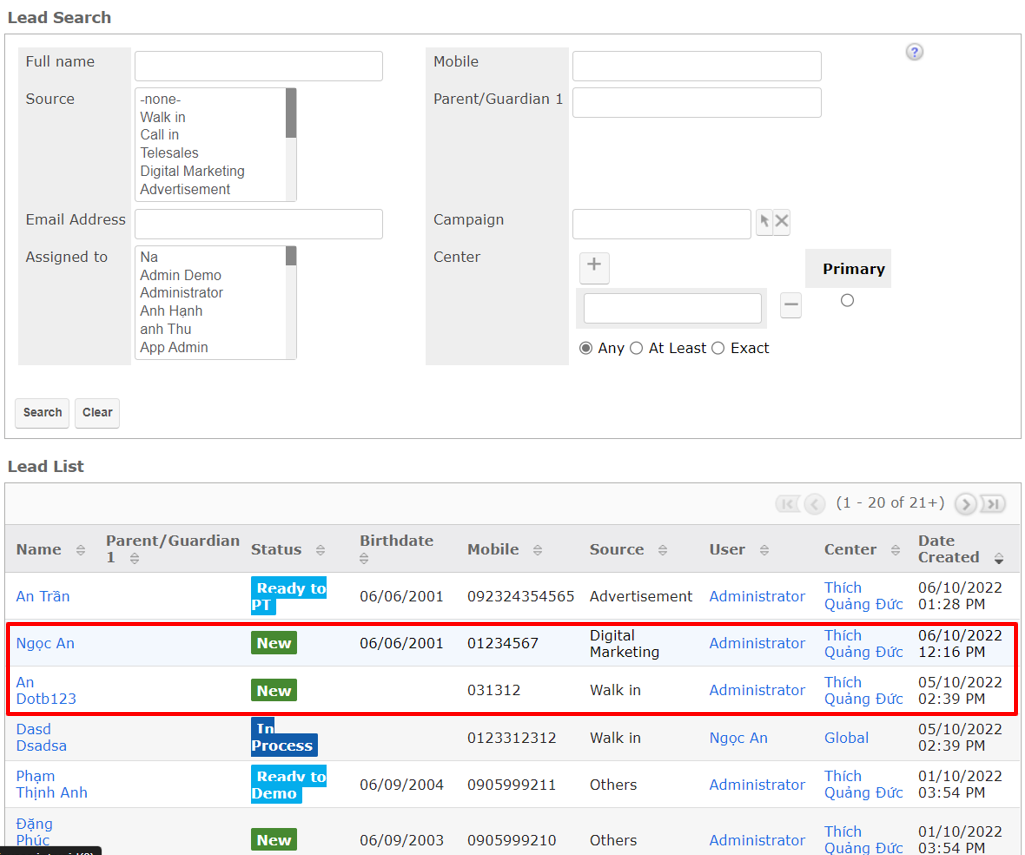 Lead Search
Full name
Mobile
?
Source
-none-
Walk in
Call in
Telesales
Digital Marketing
Advertisement
Parent/Guardian 1
Email Address
Campaign
Assigned to
Na
Admin Demo
Administrator
Anh Hạnh
anh Thu
App Admin
Center
Primary
Any At Least Exact
Search Clear
Lead List
(1 - 20 of 21+)
Name Parent/Guardian 1 Status Birthdate Mobile Source User Center Date Created
An Trần Ready to PT 06/06/2001 092324354565 Advertisement Administrator Thích Quảng Đức 06/10/2022 01:28 PM
Ngọc An New 06/06/2001 01234567 Digital Marketing Administrator Thích Quảng Đức 06/10/2022 12:16 PM
An Dotb123 New 031312 Walk in Administrator Thích Quảng Đức 05/10/2022 02:39 PM
Dasd Dsadsa In Process 0123312312 Walk in Ngọc An Global 05/10/2022 02:39 PM
Phạm Thịnh Anh Ready to Demo 06/09/2004 0905999211 Others Administrator Thích Quảng Đức 01/10/2022 03:54 PM
Đặng Phúc New 06/09/2003 0905999210 Others Administrator Thích Quảng Đức 01/10/2022 03:54 PM